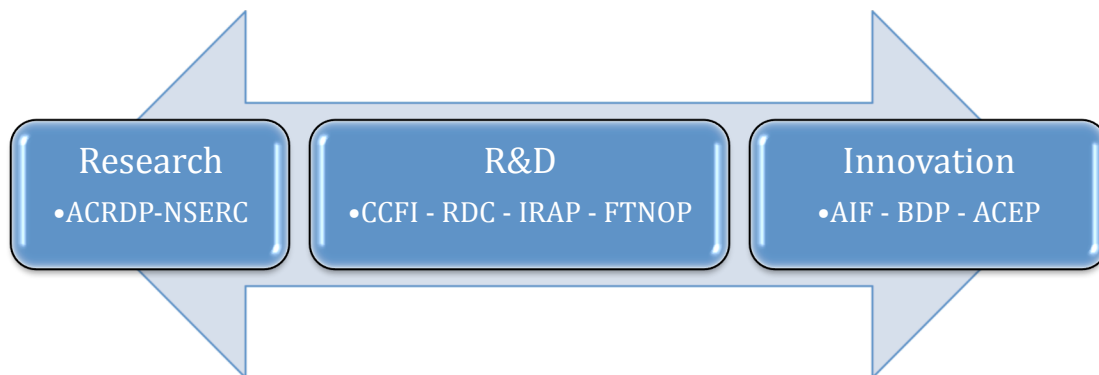 Research
•ACRDP-NSERC
R&D
•CCFI - RDC - IRAP - FTNOP
Innovation
•AIF - BDP - ACEP